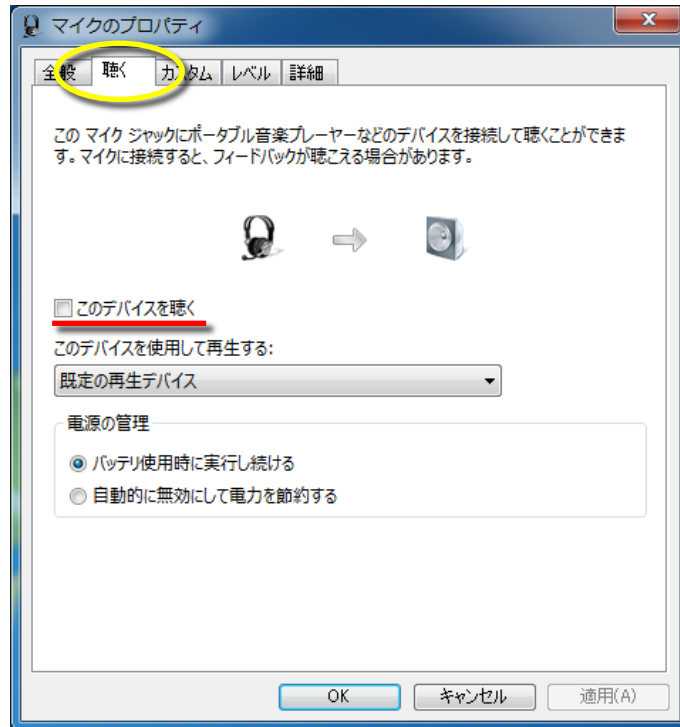 マイクのプロパティ
全般 聴く カスタム レベル 詳細
この マイク ジャックにポータブル音楽プレーヤーなどのデバイスを接続して聴くことができま
す。マイクに接続すると、フィードバックが聴こえる場合があります。
このデバイスを聴く
このデバイスを使用して再生する:
既定の再生デバイス
電源の管理
バッテリ使用時に実行し続ける
自動的に無効にして電力を節約する
OK キャンセル 適用(A)